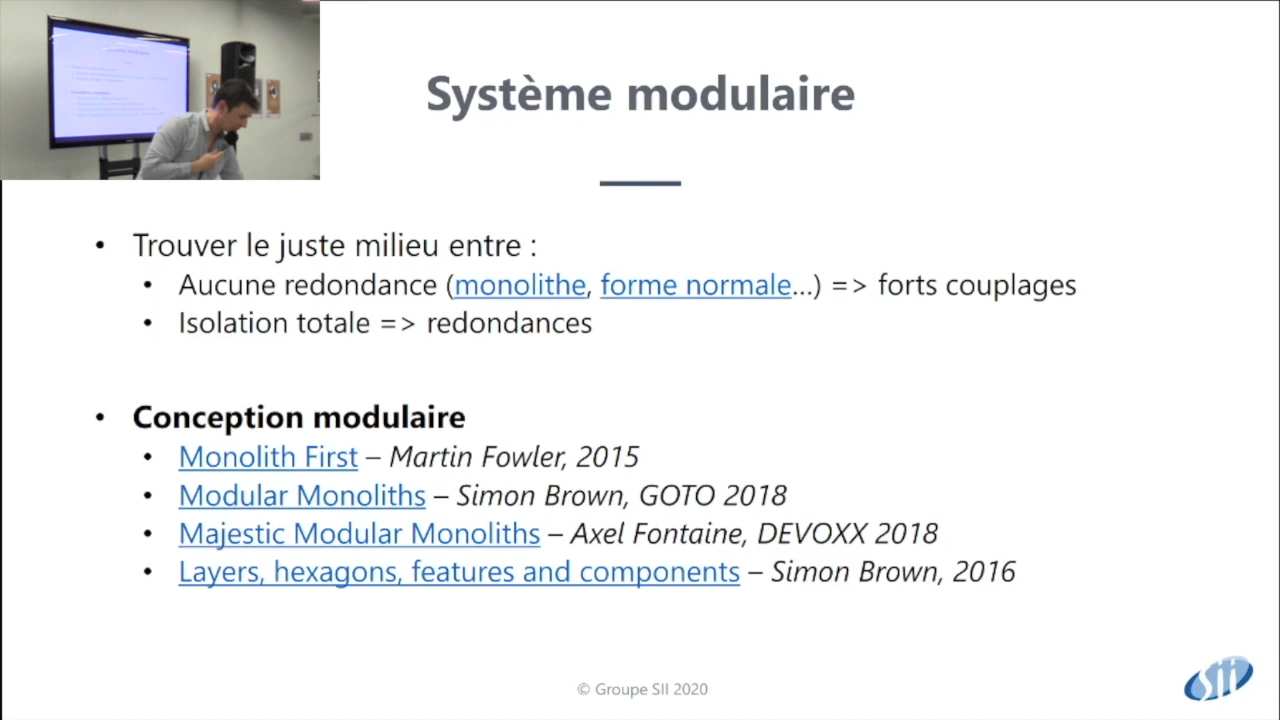 Système modulaire
• Trouver le juste milieu entre :
• Aucune redondance (monolithe, forme normale...) => forts couplages
• Isolation totale => redondances
• Conception modulaire
• Monolith First – Martin Fowler, 2015
• Modular Monoliths – Simon Brown, GOTO 2018
• Majestic Modular Monoliths – Axel Fontaine, DEVOXX 2018
• Layers, hexagons, features and components – Simon Brown, 2016
© Groupe SII 2020
sii